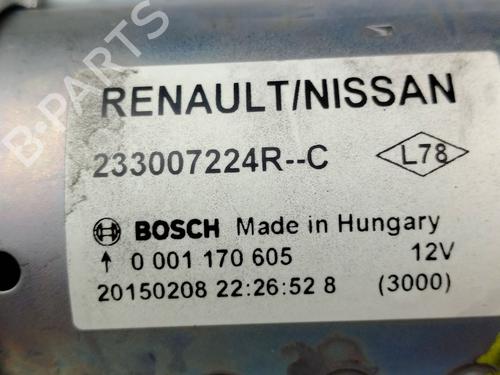 B-PARTS
RENAULT/NISSAN
233007224R--C
L78
BOSCH Made in Hungary
↑ 0 001 170 605 12V
20150208 22:26:52 8 (3000)